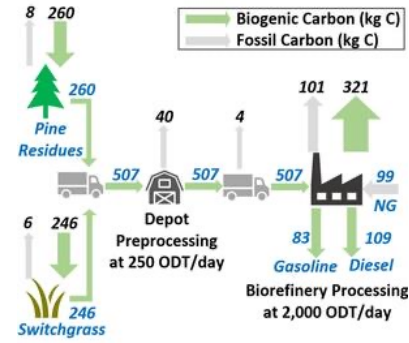 Biogenic Carbon (kg C)
Fossil Carbon (kg C)
8 260
260
Pine
Residues
40
4
101 321
507
507
507
99
NG
6 246
246
Switchgrass
Depot
Preprocessing
at 250 ODT/day
83 109
Gasoline Diesel
Biorefinery Processing
at 2,000 ODT/day